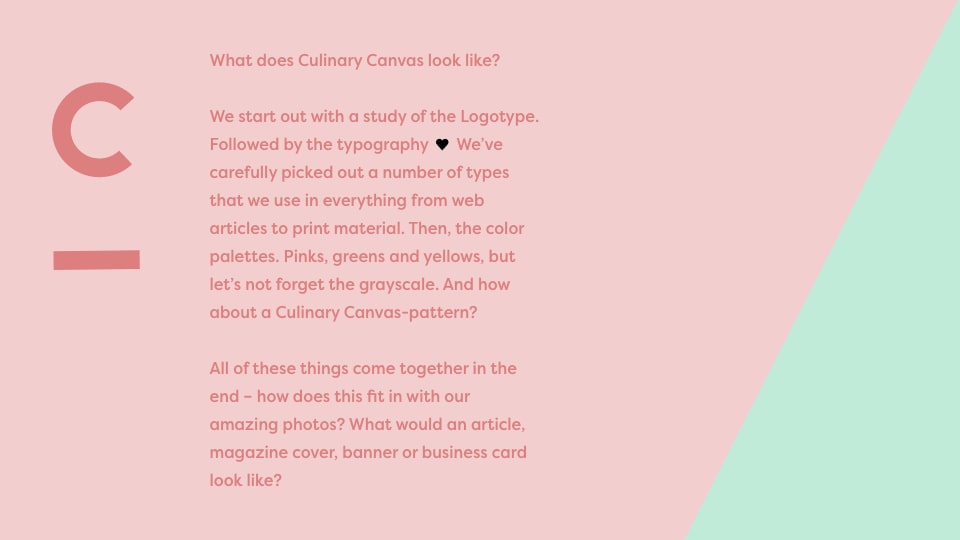 C
What does Culinary Canvas look like?
We start out with a study of the Logotype.
Followed by the typography ♥ We’ve
carefully picked out a number of types
that we use in everything from web
articles to print material. Then, the color
palettes. Pinks, greens and yellows, but
let’s not forget the grayscale. And how
about a Culinary Canvas-pattern?
All of these things come together in the
end – how does this fit in with our
amazing photos? What would an article,
magazine cover, banner or business card
look like?